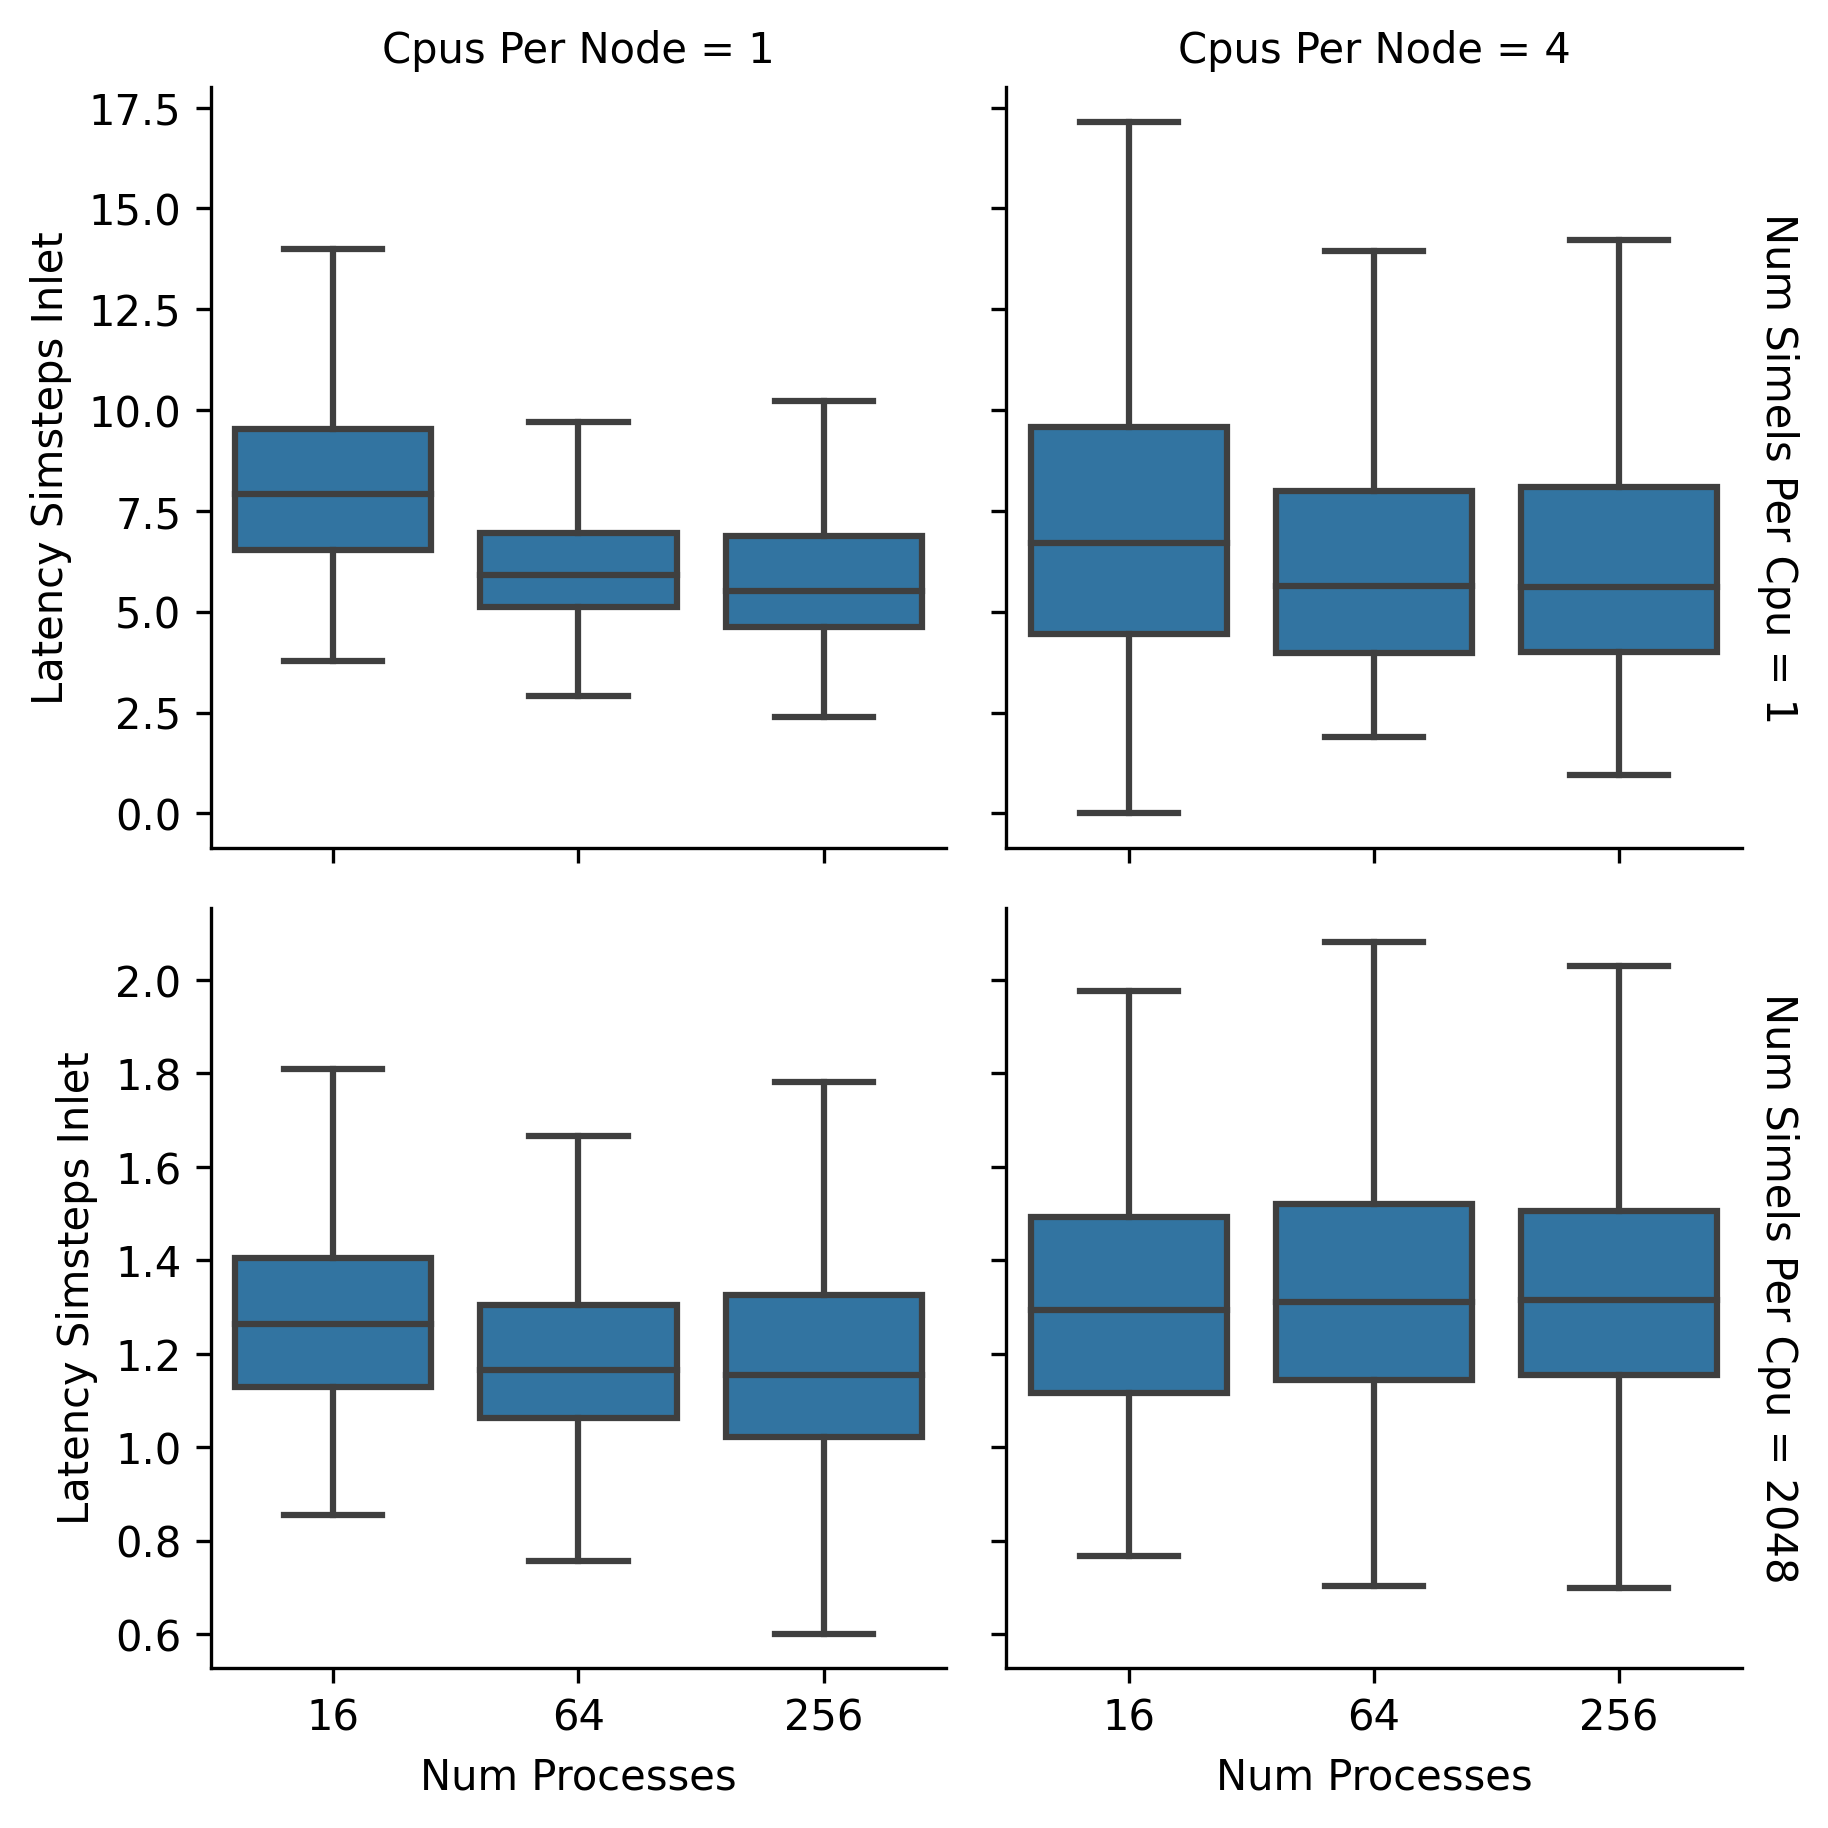 Cpus Per Node = 1
Cpus Per Node = 4
Latency Simsteps Inlet
17.5
15.0
12.5
10.0
7.5
5.0
2.5
0.0
Num Simels Per Cpu = 1
Latency Simsteps Inlet
2.0
1.8
1.6
1.4
1.2
1.0
0.8
0.6
Num Simels Per Cpu = 2048
16 64 256
16 64 256
Num Processes
Num Processes